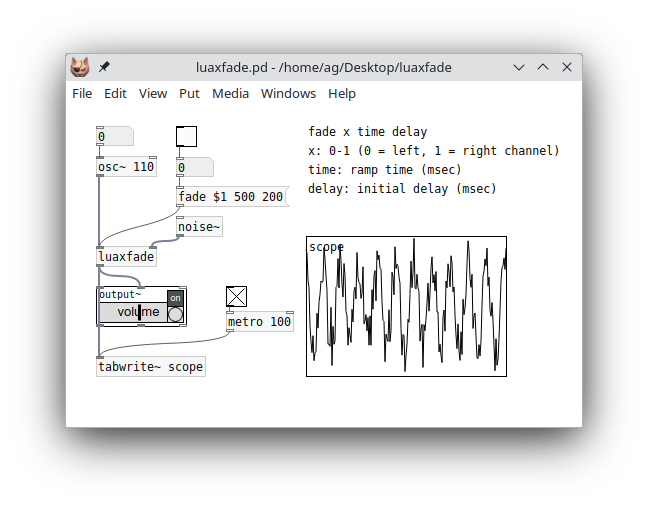 luaxfade.pd - /home/ag/Desktop/luaxfade
File Edit View Put Media Windows Help
0
osc~ 110
0
fade $1 500 200
noise~
luaxfade
output~
on
volume
metro 100
tabwrite~ scope
fade x time delay
x: 0-1 (0 = left, 1 = right channel)
time: ramp time (msec)
delay: initial delay (msec)
scope